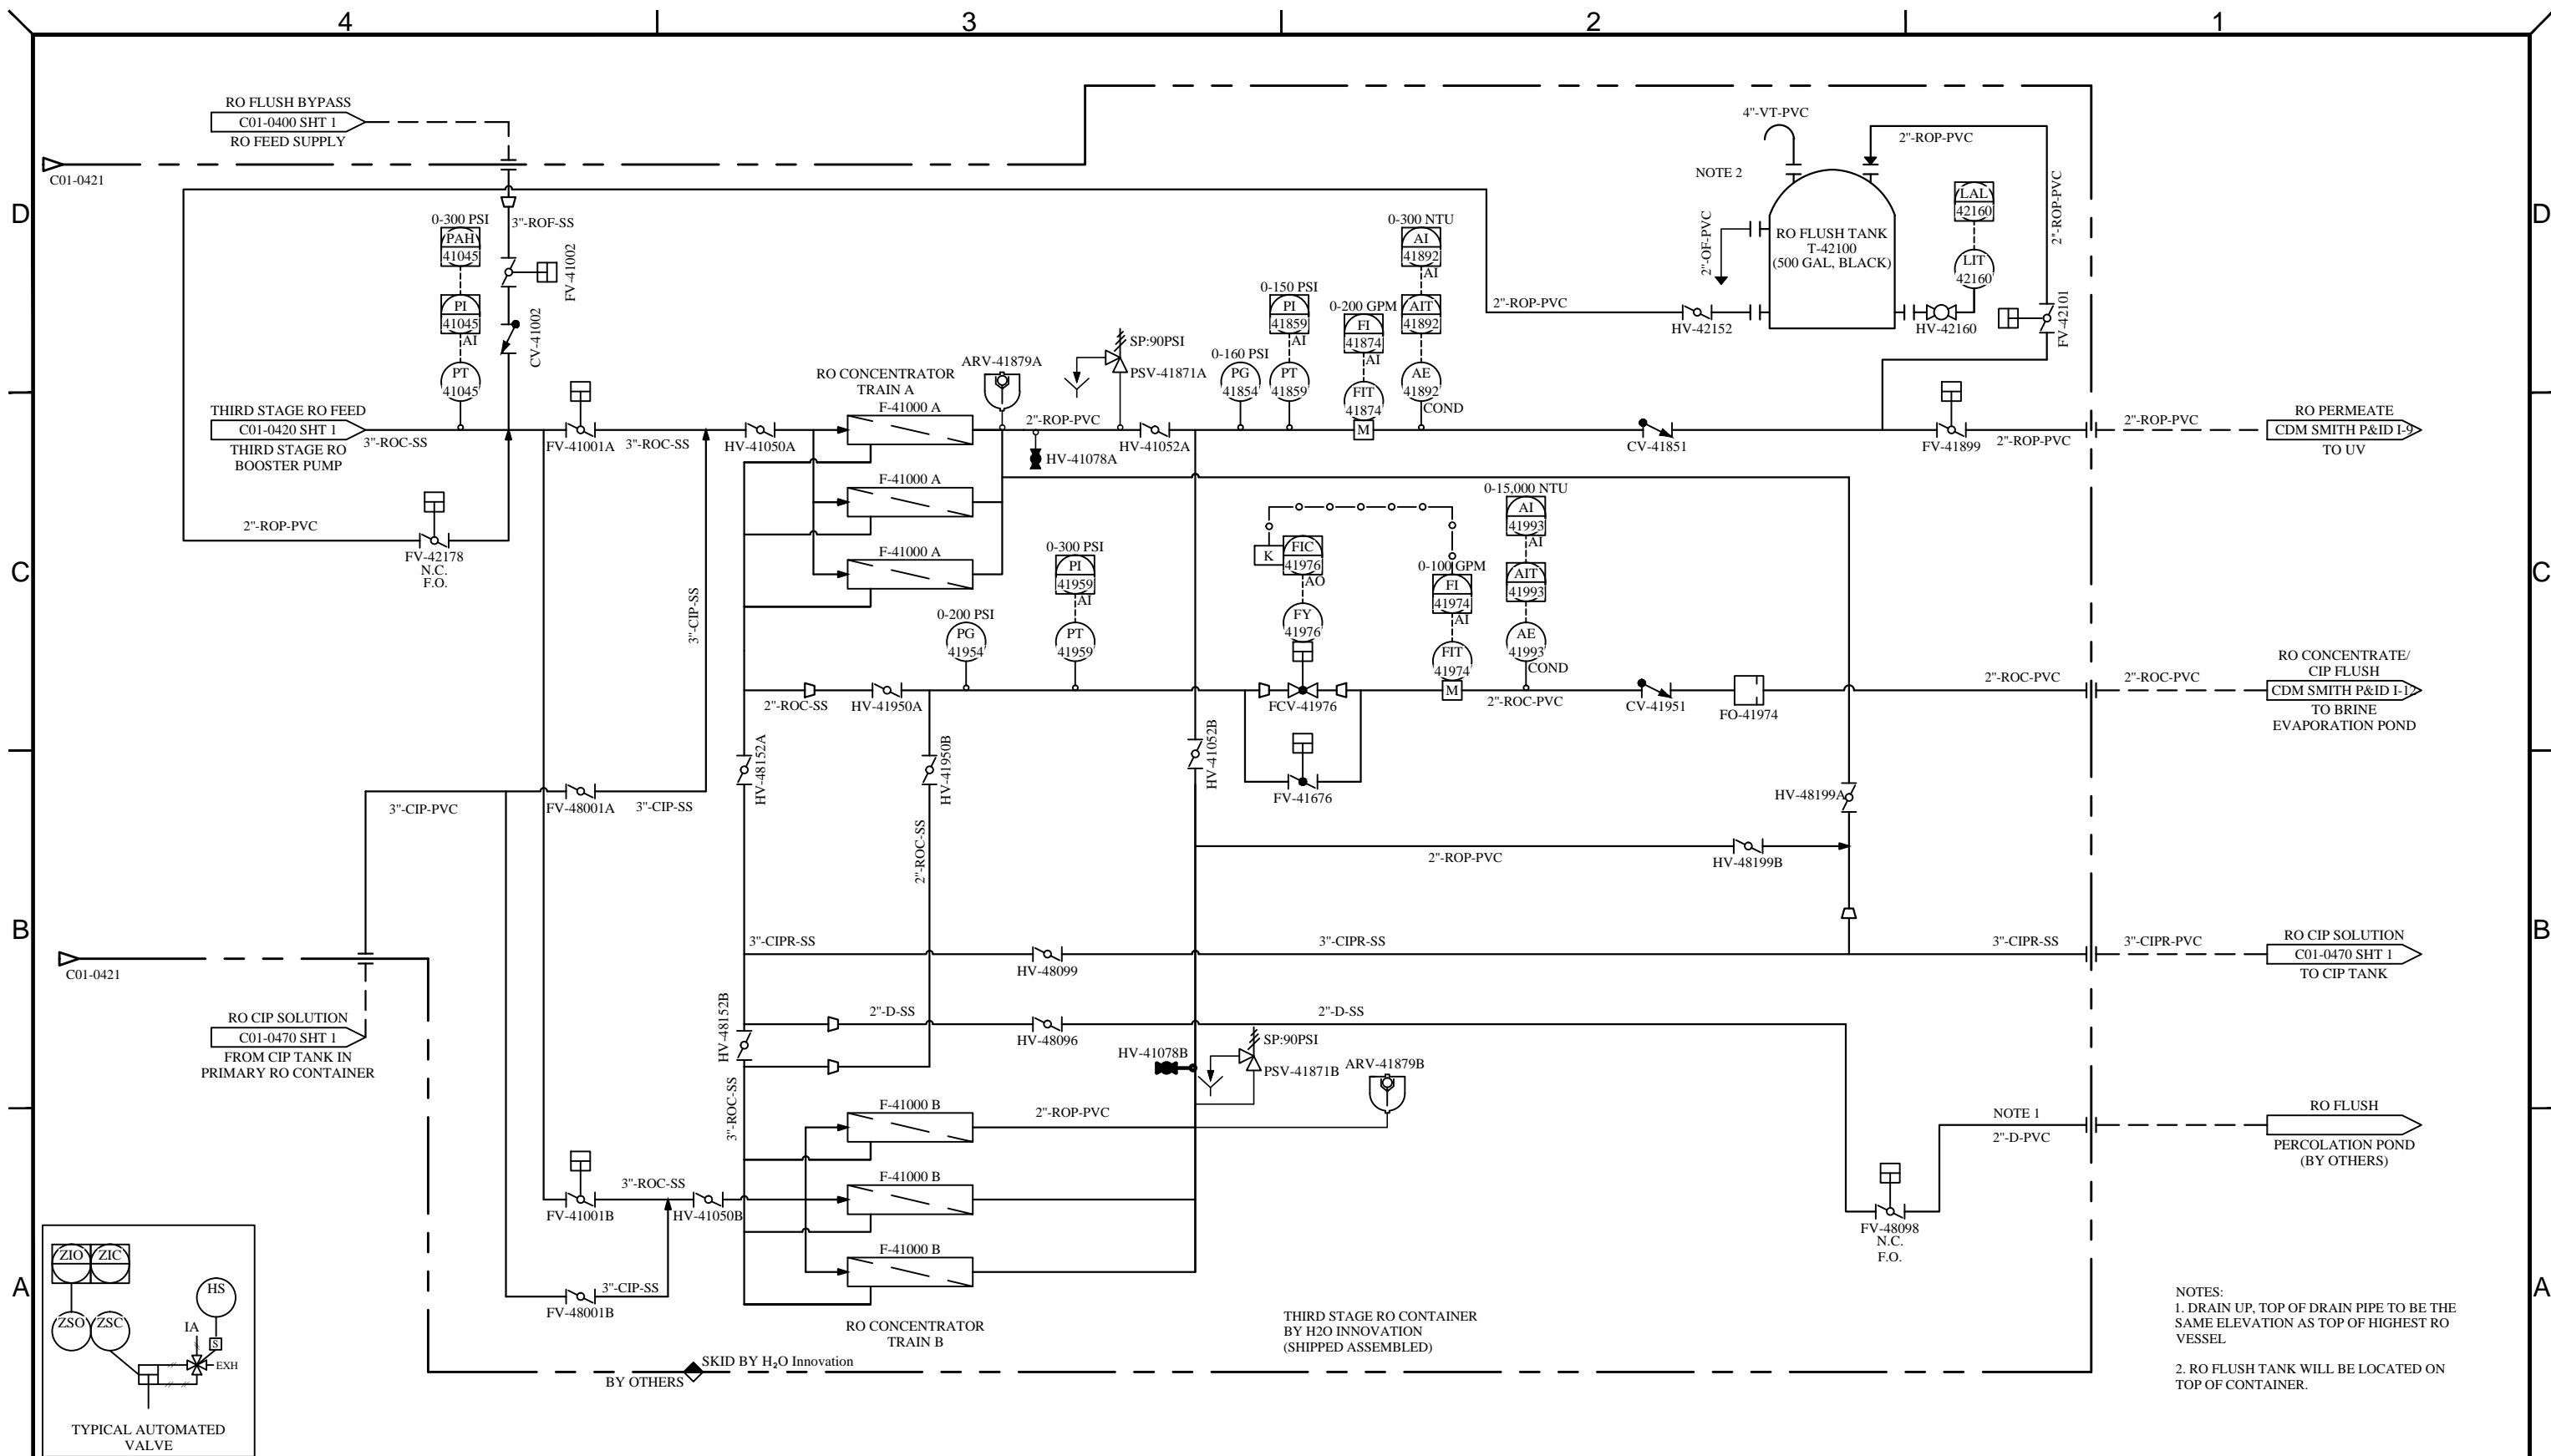 4
3
2
1
D
D
C
C
B
B
A
A
RO FLUSH BYPASS
C01-0400 SHT 1
RO FEED SUPPLY
C01-0421
3"-ROF-SS
FV-41002
CV-41002
0-300 PSI
PAH
41045
PI
41045
AI
PT
41045
THIRD STAGE RO FEED
C01-0420 SHT 1
THIRD STAGE RO
BOOSTER PUMP
3"-ROC-SS
FV-41001A
3"-ROC-SS
HV-41050A
2"-ROP-PVC
FV-42178
N.C.
F.O.
RO CONCENTRATOR
TRAIN A
F-41000 A
F-41000 A
F-41000 A
ARV-41879A
2"-ROP-PVC
HV-41078A
SP:90PSI
PSV-41871A
HV-41052A
0-160 PSI
PG
41854
0-150 PSI
PI
41859
AI
PT
41859
0-200 GPM
FI
41874
AI
FIT
41874
M
0-300 NTU
AI
41892
AI
AIT
41892
AE
41892
COND
2"-ROP-PVC
HV-42152
4"-VT-PVC
NOTE 2
2"-OF-PVC
RO FLUSH TANK
T-42100
(500 GAL, BLACK)
2"-ROP-PVC
LAL
42160
LIT
42160
HV-42160
2"-ROP-PVC
FV-42101
CV-41851
FV-41899
2"-ROP-PVC
2"-ROP-PVC
RO PERMEATE
CDM SMITH P&ID I-9
TO UV
3"-CIP-SS
0-200 PSI
PG
41954
0-300 PSI
PI
41959
AI
PT
41959
K
FIC
41976
AO
FY
41976
0-100 GPM
FI
41974
AI
FIT
41974
M
0-15,000 NTU
AI
41993
AI
AIT
41993
AE
41993
COND
2"-ROC-SS
HV-41950A
FCV-41976
2"-ROC-PVC
CV-41951
FO-41974
2"-ROC-PVC
2"-ROC-PVC
RO CONCENTRATE/
CIP FLUSH
CDM SMITH P&ID I-12
TO BRINE
EVAPORATION POND
HV-48152A
HV-41950B
HV-41052B
FV-41676
3"-CIP-PVC
FV-48001A
3"-CIP-SS
2"-ROC-SS
HV-48199A
2"-ROP-PVC
HV-48199B
C01-0421
3"-CIPR-SS
HV-48099
3"-CIPR-SS
3"-CIPR-SS
3"-CIPR-PVC
RO CIP SOLUTION
C01-0470 SHT 1
TO CIP TANK
RO CIP SOLUTION
C01-0470 SHT 1
FROM CIP TANK IN
PRIMARY RO CONTAINER
HV-48152B
2"-D-SS
HV-48096
2"-D-SS
HV-41078B
SP:90PSI
PSV-41871B
ARV-41879B
3"-ROC-SS
F-41000 B
2"-ROP-PVC
F-41000 B
F-41000 B
RO CONCENTRATOR
TRAIN B
3"-ROC-SS
FV-41001B
HV-41050B
3"-CIP-SS
FV-48001B
NOTE 1
2"-D-PVC
FV-48098
N.C.
F.O.
RO FLUSH
PERCOLATION POND
(BY OTHERS)
THIRD STAGE RO CONTAINER
BY H2O INNOVATION
(SHIPPED ASSEMBLED)
SKID BY H₂O Innovation
BY OTHERS
ZIO
ZIC
ZSO
ZSC
HS
IA
S
EXH
TYPICAL AUTOMATED
VALVE
NOTES:
1. DRAIN UP, TOP OF DRAIN PIPE TO BE THE
SAME ELEVATION AS TOP OF HIGHEST RO
VESSEL
2. RO FLUSH TANK WILL BE LOCATED ON
TOP OF CONTAINER.